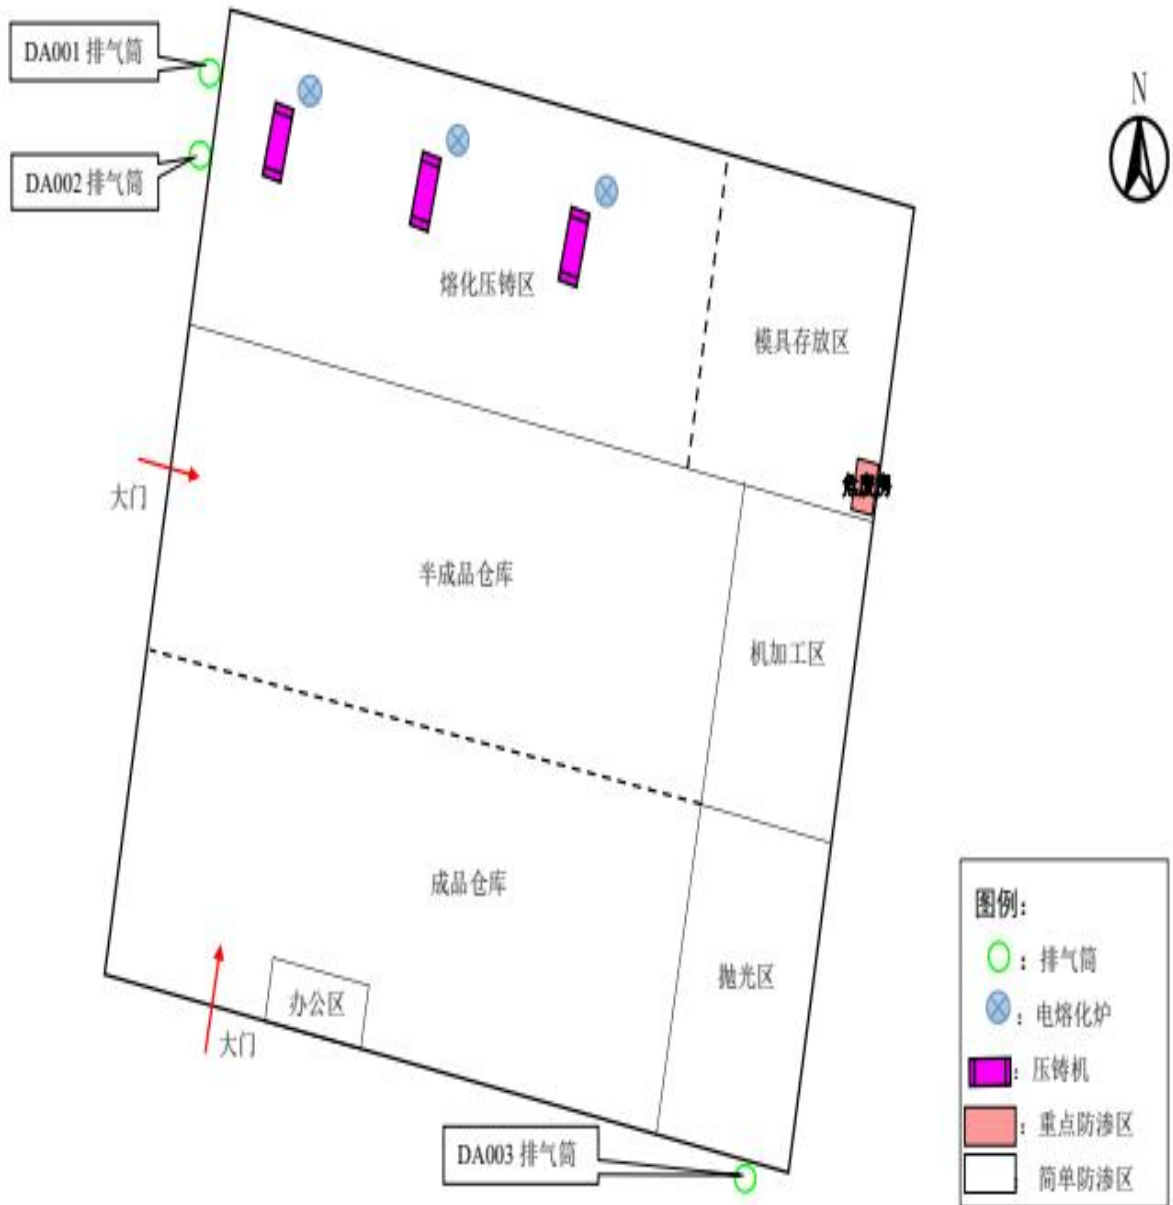 DA001 排气筒
N
DA002 排气筒
熔化压铸区
模具存放区
危废房
大门
半成品仓库
机加工区
成品仓库
抛光区
办公区
大门
DA003 排气筒
图例：
：排气筒
：电熔化炉
：压铸机
：重点防渗区
简单防渗区